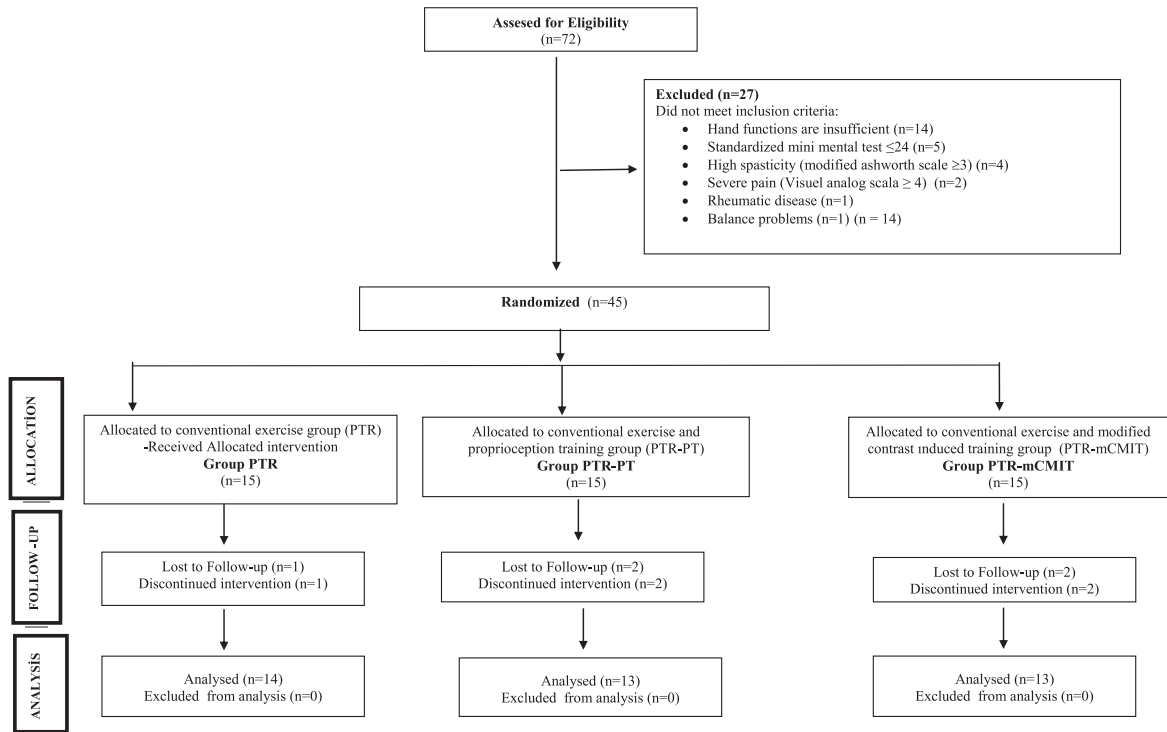 Assesed for Eligibility
(n=72)
Excluded (n=27)
Did not meet inclusion criteria:
• Hand functions are insufficient (n=14)
• Standardized mini mental test ≤24 (n=5)
• High spasticity (modified ashworth scale ≥3) (n=4)
• Severe pain (Visuel analog scala ≥ 4) (n=2)
• Rheumatic disease (n=1)
• Balance problems (n=1) (n = 14)
Randomized (n=45)
ALLOCATION
Allocated to conventional exercise group (PTR)
-Received Allocated intervention
Group PTR
(n=15)
Allocated to conventional exercise and
proprioception training group (PTR-PT)
Group PTR-PT
(n=15)
Allocated to conventional exercise and modified
contrast ınduced training group (PTR-mCMIT)
Group PTR-mCMIT
(n=15)
FOLLOW-UP
Lost to Follow-up (n=1)
Discontinued intervention (n=1)
Lost to Follow-up (n=2)
Discontinued intervention (n=2)
Lost to Follow-up (n=2)
Discontinued intervention (n=2)
ANALYSİS
Analysed (n=14)
Excluded from analysis (n=0)
Analysed (n=13)
Excluded from analysis (n=0)
Analysed (n=13)
Excluded from analysis (n=0)